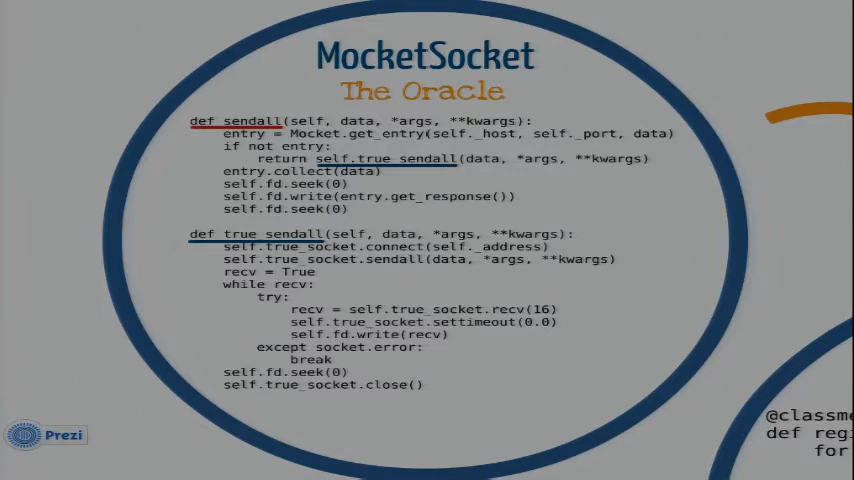 MocketSocket
The Oracle
def sendall(self, data, *args, **kwargs):
    entry = Mocket.get_entry(self._host, self._port, data)
    if not entry:
        return self.true_sendall(data, *args, **kwargs)
    entry.collect(data)
    self.fd.seek(0)
    self.fd.write(entry.get_response())
    self.fd.seek(0)
def true_sendall(self, data, *args, **kwargs):
    self.true_socket.connect(self._address)
    self.true_socket.sendall(data, *args, **kwargs)
    recv = True
    while recv:
        try:
            recv = self.true_socket.recv(16)
            self.true_socket.settimeout(0.0)
            self.fd.write(recv)
        except socket.error:
            break
    self.fd.seek(0)
    self.true_socket.close()
Prezi
@classme
def regi
    for